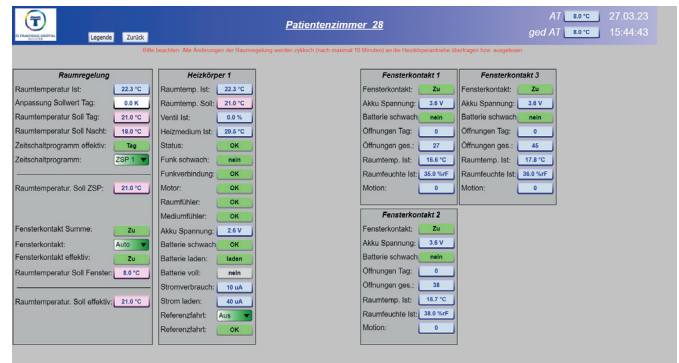 ST. FRANZISKUS-HOSPITAL
Legende
Zurück
Patientenzimmer 28
AT 8.0 °C 27.03.23
ged AT 8.0 °C 15:44:43
Bitte beachten: Alle Änderungen der Raumregelung werden zyklisch (nach maximal 10 Minuten) an die Heizkörperantriebe übertragen bzw. ausgelesen
Raumregelung
Raumtemperatur Ist: 22.3 °C
Anpassung Sollwert Tag: 0.0 K
Raumtemperatur Soll Tag: 21.0 °C
Raumtemperatur Soll Nacht: 18.0 °C
Zeitschaltprogramm effektiv: Tag
Zeitschaltprogramm: ZSP 1
Raumtemperatur. Soll ZSP: 21.0 °C
Fensterkontakt Summe: Zu
Fensterkontakt: Auto
Fensterkontakt effektiv: Zu
Raumtemperatur Soll Fenster: 8.0 °C
Raumtemperatur. Soll effektiv: 21.0 °C
Heizkörper 1
Raumtemp. Ist: 22.3 °C
Raumtemp. Soll: 21.0 °C
Ventil Ist: 0.0 %
Heizmedium Ist: 29.5 °C
Status: OK
Funk schwach: nein
Funkverbindung: OK
Motor: OK
Raumfühler: OK
Mediumfühler: OK
Akku Spannung: 2.6 V
Batterie schwach OK
Batterie laden: laden
Batterie voll: nein
Stromverbrauch: 10 uA
Strom laden: 40 uA
Referenzfahrt: Aus
Referenzfahrt: OK
Fensterkontakt 1
Fensterkontakt: Zu
Akku Spannung: 3.6 V
Batterie schwach nein
Öffnungen Tag: 0
Öffnungen ges.: 27
Raumtemp. Ist: 16.6 °C
Raumfeuchte Ist: 35.0 %rF
Motion: 0
Fensterkontakt 3
Fensterkontakt: Zu
Akku Spannung: 3.6 V
Batterie schwach nein
Öffnungen Tag: 0
Öffnungen ges.: 45
Raumtemp. Ist: 17.8 °C
Raumfeuchte Ist: 36.0 %rF
Motion: 0
Fensterkontakt 2
Fensterkontakt: Zu
Akku Spannung: 3.6 V
Batterie schwach nein
Öffnungen Tag: 0
Öffnungen ges.: 38
Raumtemp. Ist: 16.7 °C
Raumfeuchte Ist: 38.0 %rF
Motion: 0